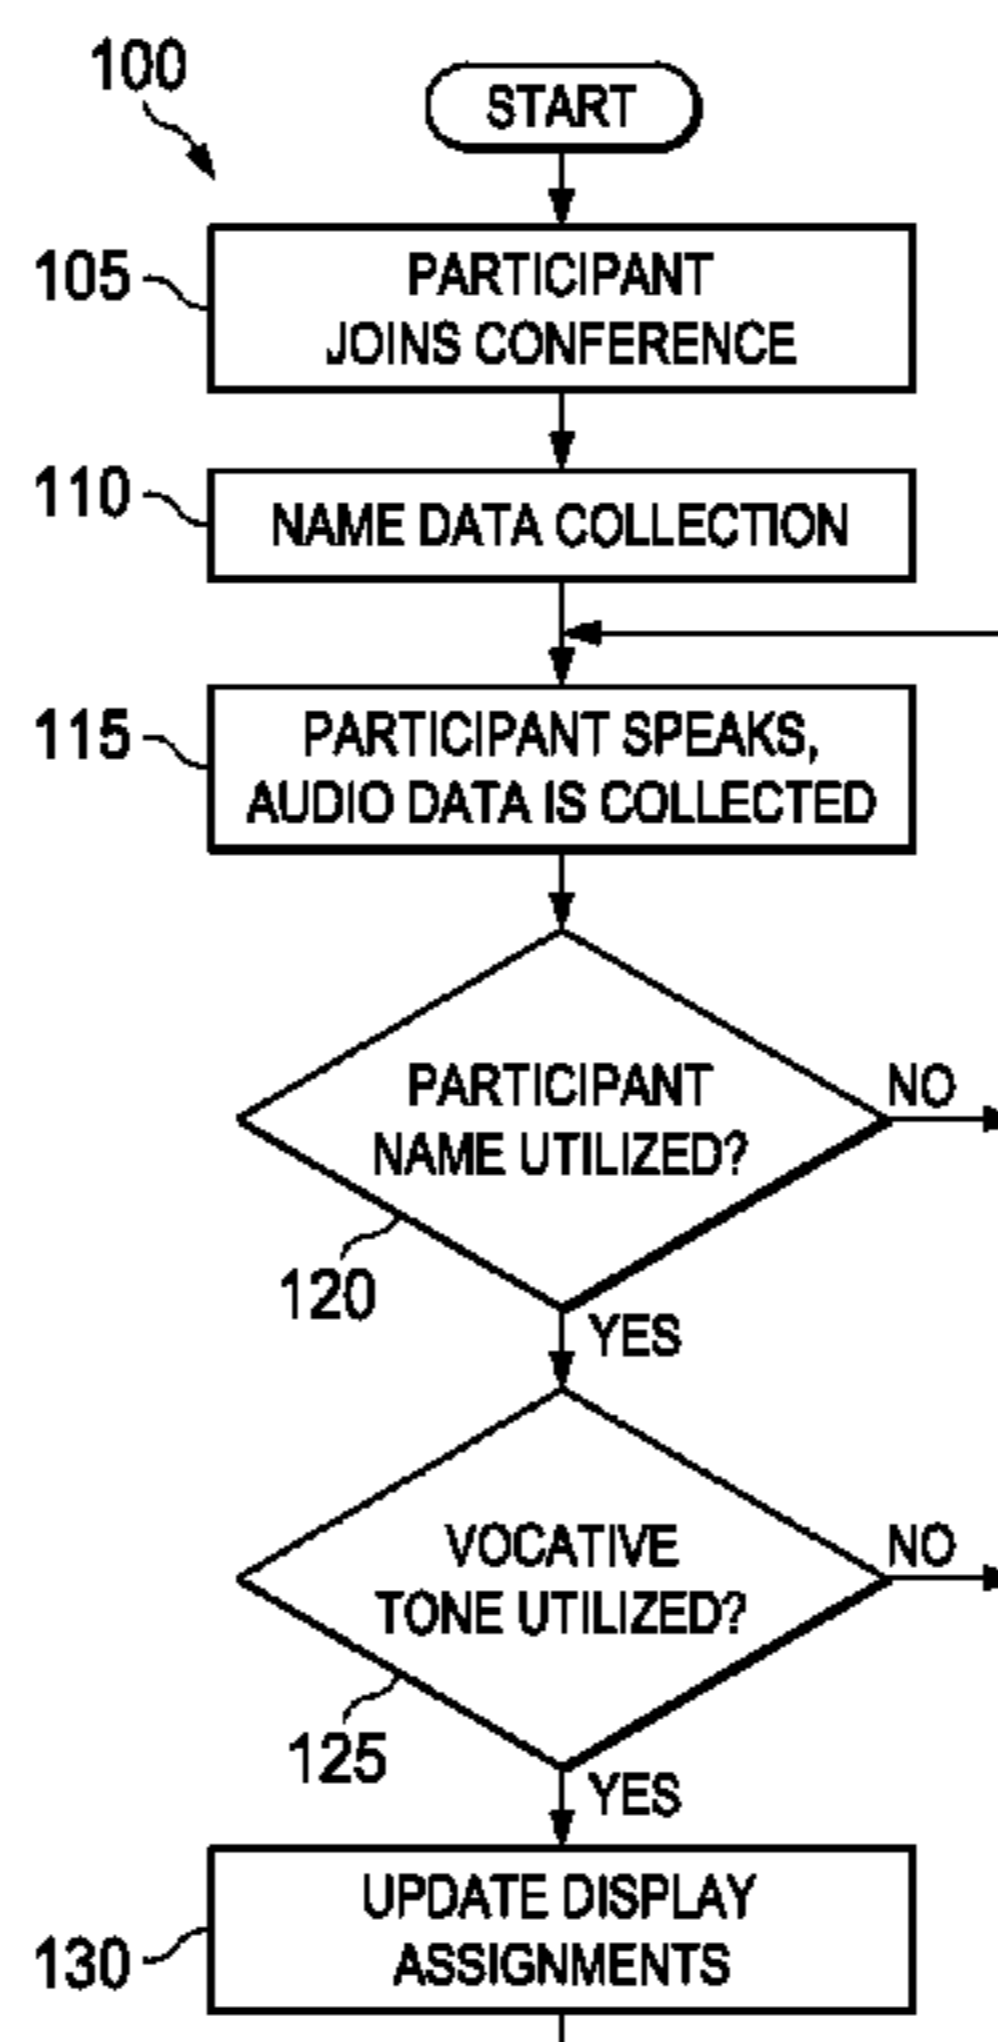 100
START
105
PARTICIPANT
JOINS CONFERENCE
110
NAME DATA COLLECTION
115
PARTICIPANT SPEAKS,
AUDIO DATA IS COLLECTED
PARTICIPANT
NAME UTILIZED?
NO
120
YES
VOCATIVE
TONE UTILIZED?
NO
125
YES
UPDATE DISPLAY
ASSIGNMENTS
130